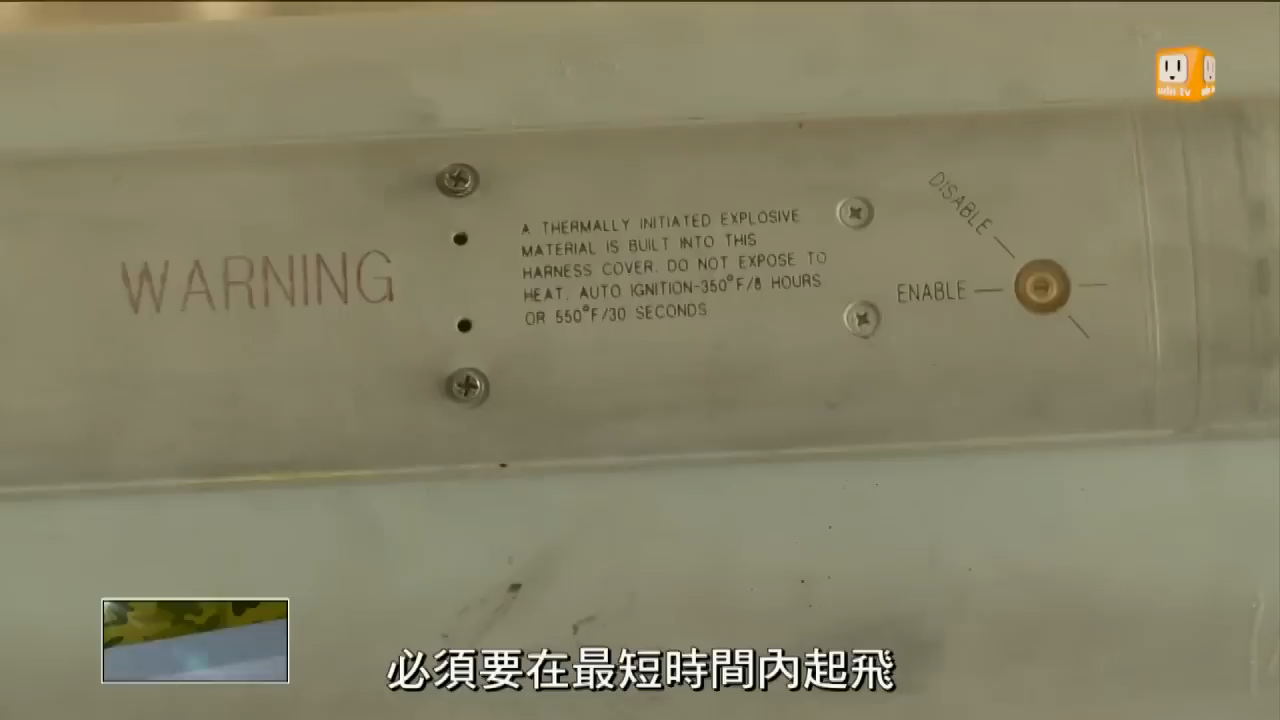 udn tv
WARNING
A THERMALLY INITIATED EXPLOSIVE
MATERIAL IS BUILT INTO THIS
HARNESS COVER. DO NOT EXPOSE TO
HEAT. AUTO IGNITION-350°F/8 HOURS
OR 550°F/30 SECONDS
DISABLE
ENABLE
必須要在最短時間內起飛